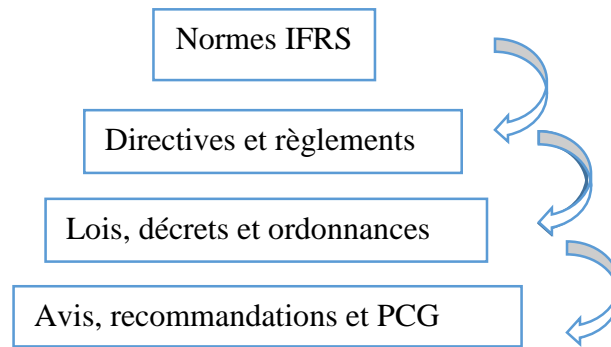 Normes IFRS
Directives et règlements
Lois, décrets et ordonnances
Avis, recommandations et PCG